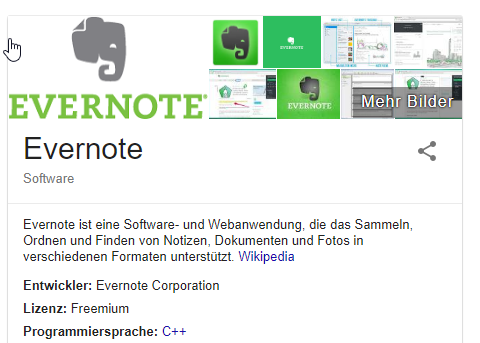 EVERNOTE
EVERNOTE
Mehr Bilder
Evernote
Software
Evernote ist eine Software- und Webanwendung, die das Sammeln,
Ordnen und Finden von Notizen, Dokumenten und Fotos in
verschiedenen Formaten unterstützt. Wikipedia
Entwickler: Evernote Corporation
Lizenz: Freemium
Programmiersprache: C++